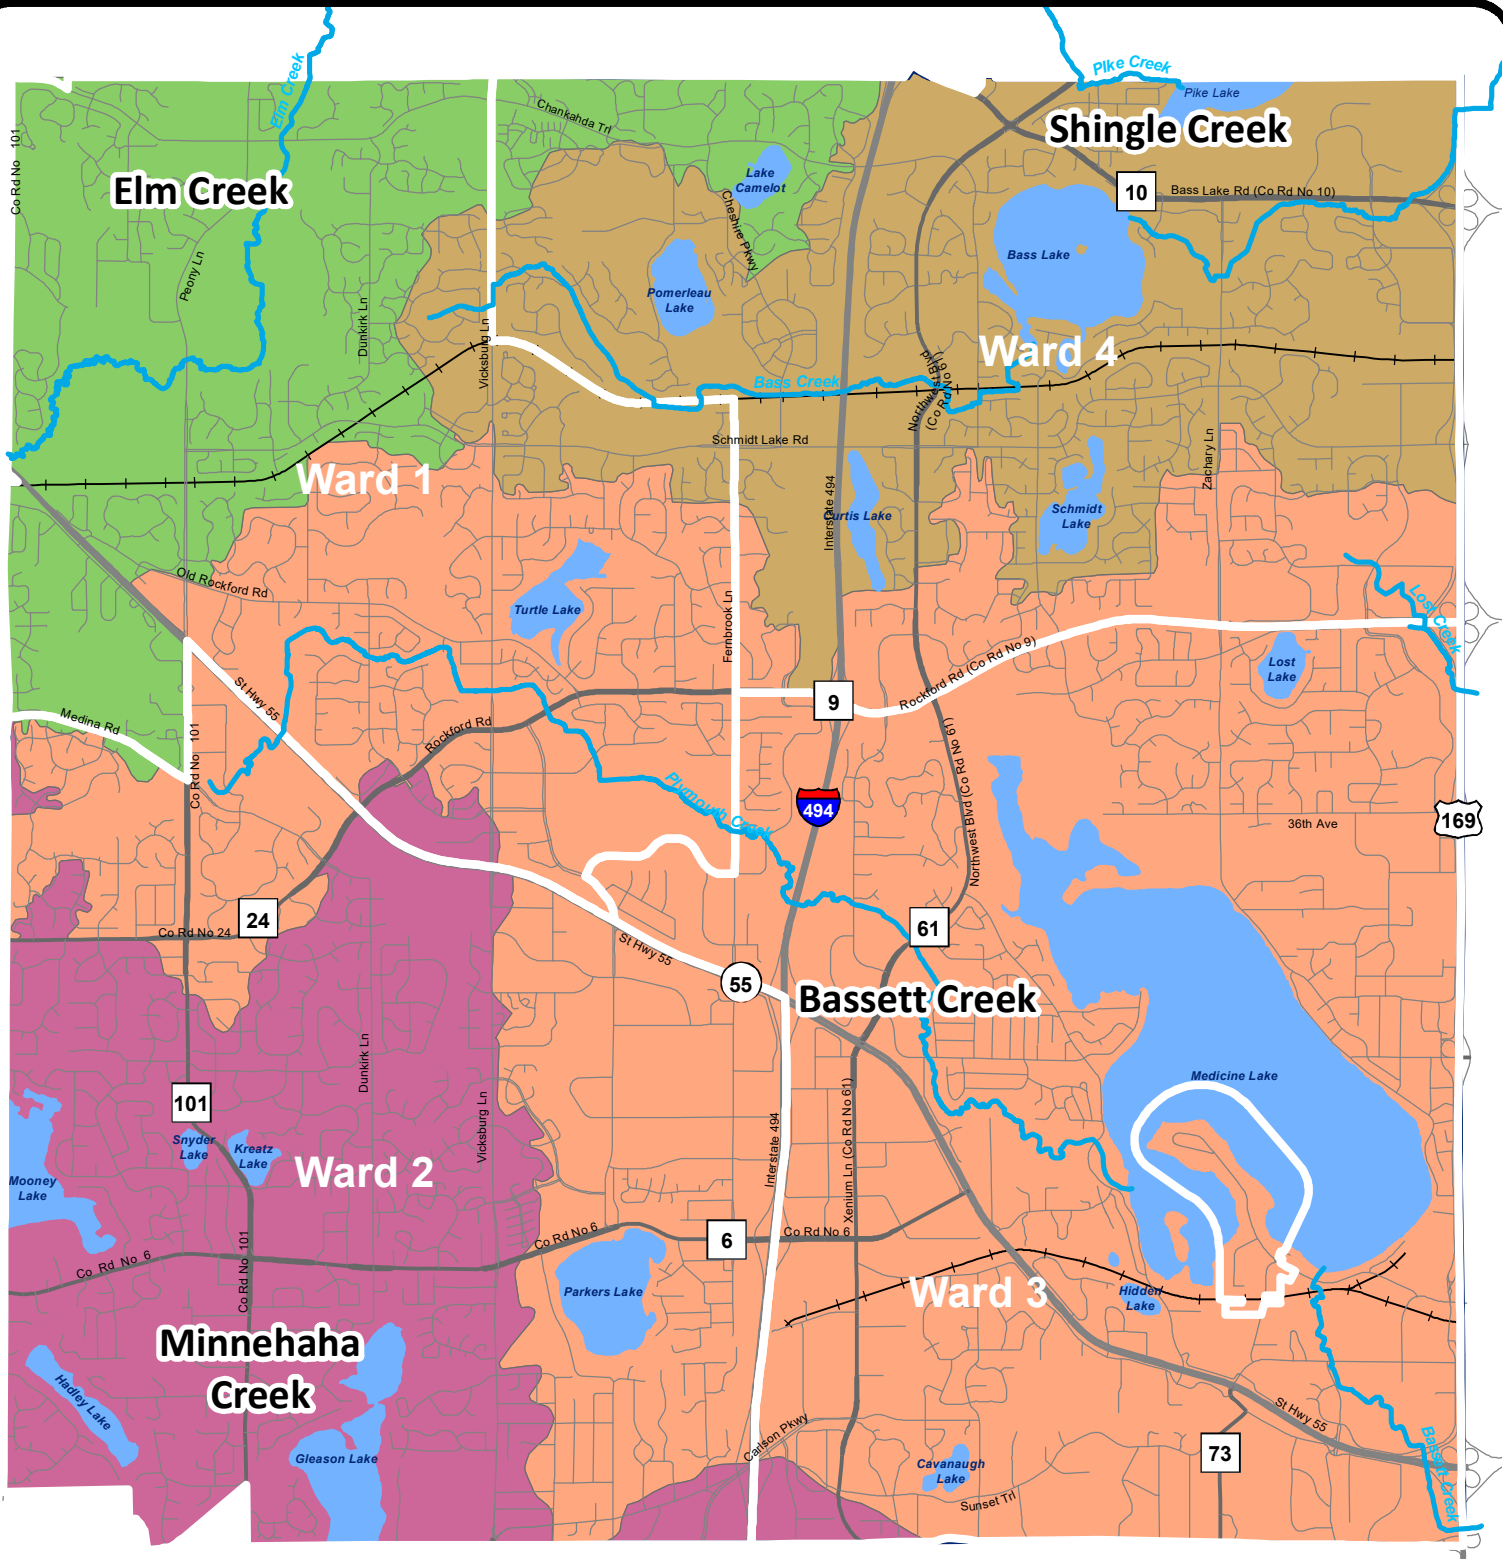 Elm Creek
Pike Creek
Pike Lake
Shingle Creek
Co Rd No 101
Chankahda Trl
Elm Creek
Lake
Camelot
10
Bass Lake Rd (Co Rd No 10)
Cheshire Pkwy
Peony Ln
Bass Lake
Pomerleau
Lake
Dunkirk Ln
Vicksburg Ln
Ward 4
Northwest Blvd
(Co Rd No 61)
Bass Creek
Schmidt Lake Rd
Zachary Ln
Ward 1
Interstate 494
Curtis Lake
Schmidt
Lake
Old Rockford Rd
Turtle Lake
Fernbrook Ln
Lost Creek
Rockford Rd (Co Rd No 9)
Lost
Lake
St Hwy 55
9
Medina Rd
Rockford Rd
Co Rd No 101
Plymouth Creek
494
Northwest Blvd (Co Rd No 61)
36th Ave
169
24
Co Rd No 24
61
St Hwy 55
55
Bassett Creek
Dunkirk Ln
Medicine Lake
101
Vicksburg Ln
Interstate 494
Xenium Ln (Co Rd No 61)
Snyder
Lake
Kreatz
Lake
Ward 2
Mooney
Lake
Co Rd No 6
6
Co Rd No 6
Co Rd No 6
Co Rd No 101
Parkers Lake
Ward 3
Hidden
Lake
Minnehaha
Creek
Hadley Lake
St Hwy 55
Carlson Pkwy
Gleason Lake
Cavanaugh
Lake
73
Bassett Creek
Sunset Trl